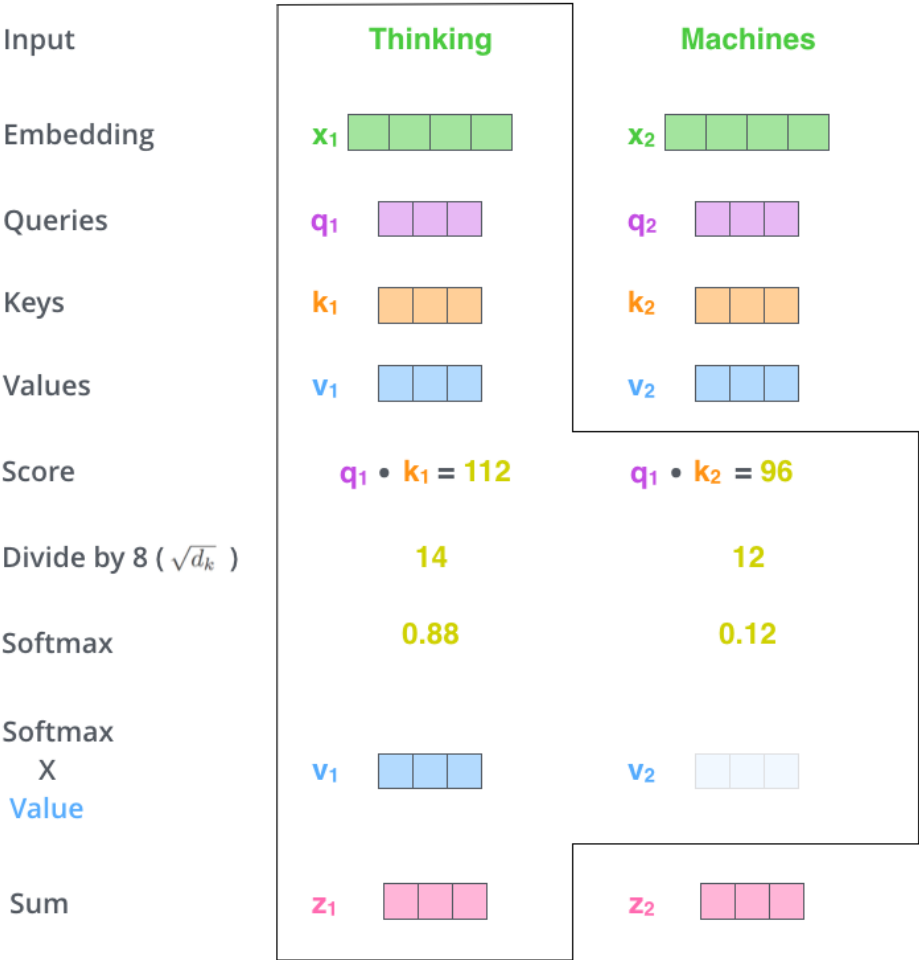 Input Thinking Machines
Embedding x₁ x₂
Queries q₁ q₂
Keys k₁ k₂
Values v₁ v₂
Score q₁ • k₁ = 112 q₁ • k₂ = 96
Divide by 8 ( √dₖ ) 14 12
Softmax 0.88 0.12
Softmax
X v₁ v₂
Value
Sum z₁ z₂